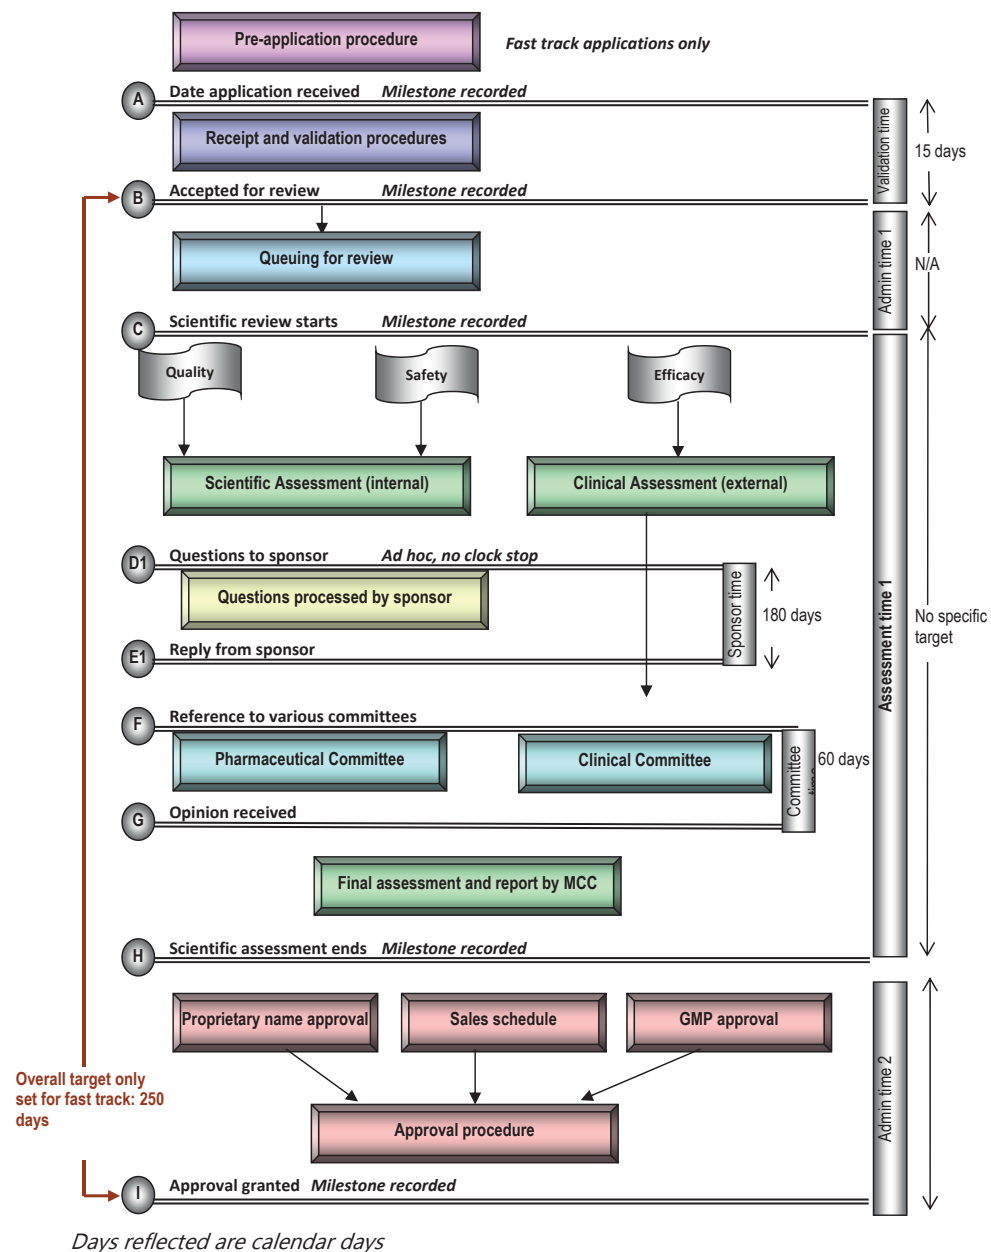 Pre-application procedure
Fast track applications only
A
Date application received Milestone recorded
Receipt and validation procedures
Validation time
15 days
B
Accepted for review Milestone recorded
Queuing for review
Admin time 1
N/A
C
Scientific review starts Milestone recorded
Quality
Safety
Efficacy
Scientific Assessment (internal)
Clinical Assessment (external)
D1
Questions to sponsor Ad hoc, no clock stop
Questions processed by sponsor
Sponsor time
180 days
E1
Reply from sponsor
Assessment time 1
No specific
target
F
Reference to various committees
Pharmaceutical Committee
Clinical Committee
Committee
60 days
G
Opinion received
Final assessment and report by MCC
H
Scientific assessment ends Milestone recorded
Proprietary name approval
Sales schedule
GMP approval
Approval procedure
Admin time 2
Overall target only
set for fast track: 250
days
I
Approval granted Milestone recorded
Days reflected are calendar days